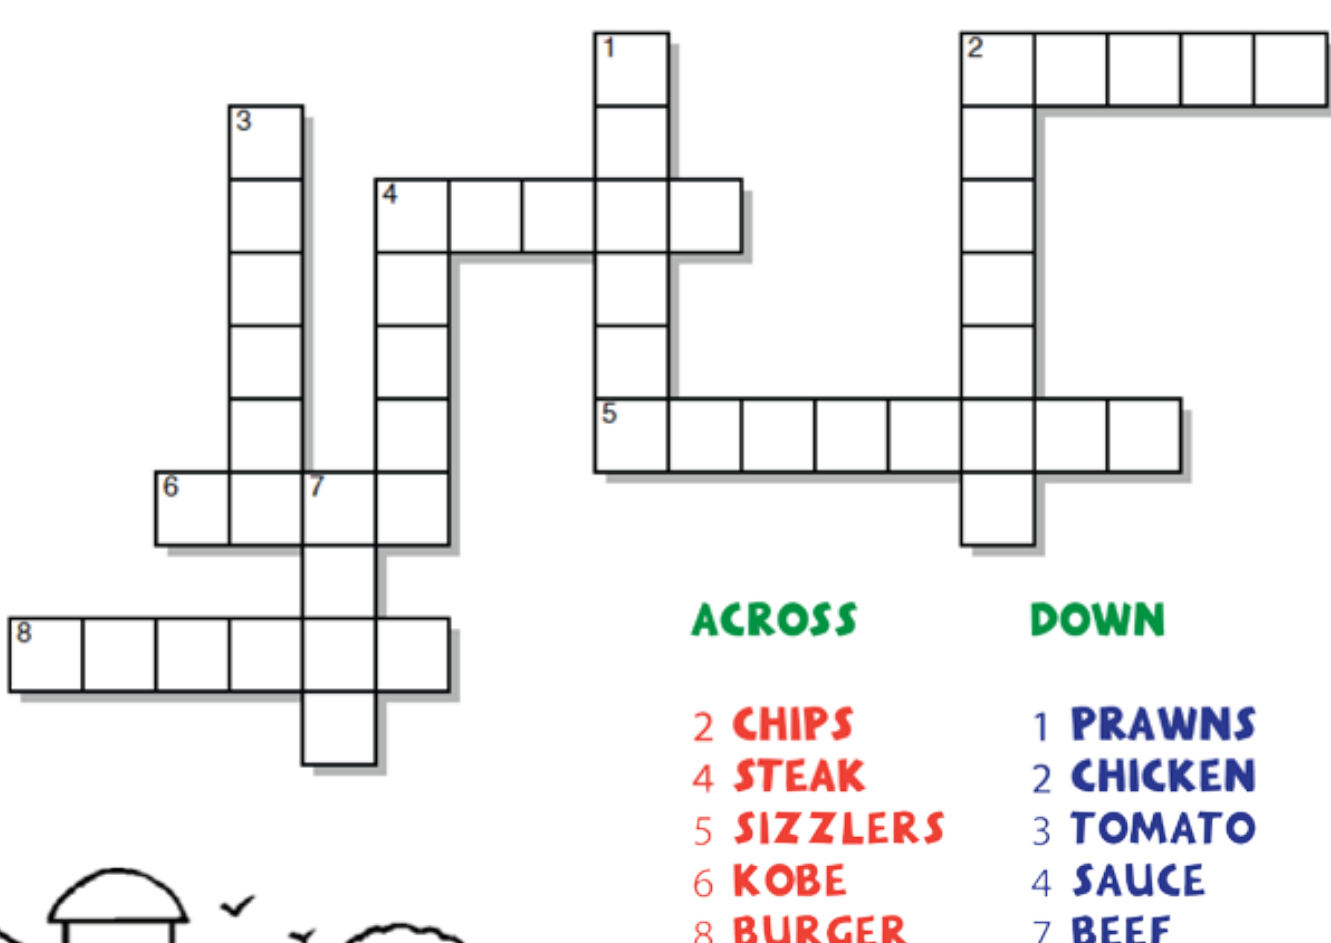 1 2
3
4
5
6 7
8
ACROSS DOWN
2 CHIPS 1 PRAWNS
4 STEAK 2 CHICKEN
5 SIZZLERS 3 TOMATO
6 KOBE 4 SAUCE
8 BURGER 7 BEEF